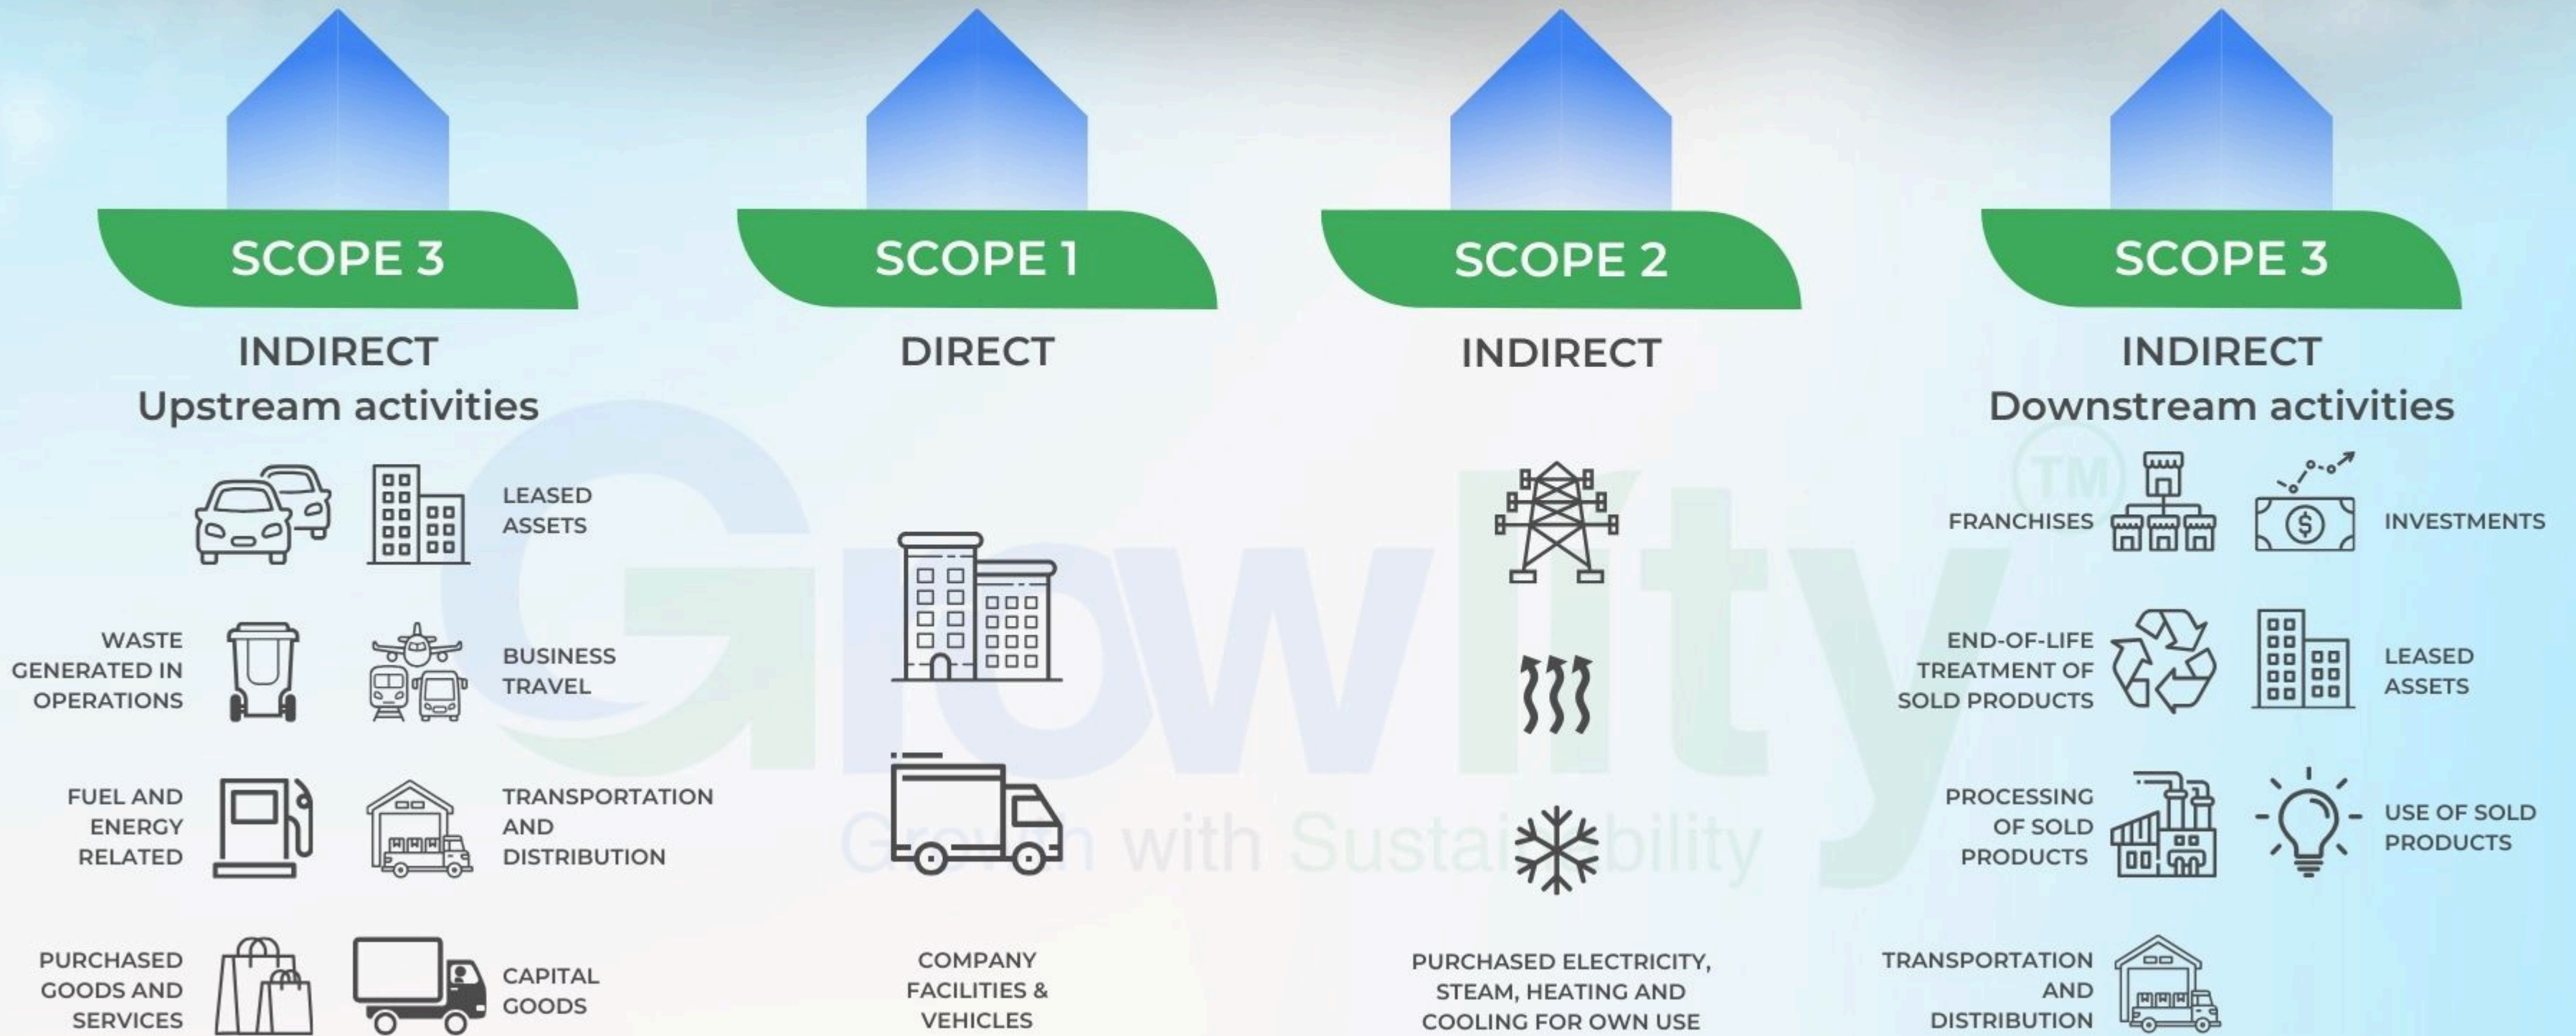 SCOPE 3
INDIRECT
Upstream activities
LEASED
ASSETS
WASTE
GENERATED IN
OPERATIONS
BUSINESS
TRAVEL
FUEL AND
ENERGY
RELATED
TRANSPORTATION
AND
DISTRIBUTION
PURCHASED
GOODS AND
SERVICES
CAPITAL
GOODS
SCOPE 1
DIRECT
COMPANY
FACILITIES &
VEHICLES
SCOPE 2
INDIRECT
PURCHASED ELECTRICITY,
STEAM, HEATING AND
COOLING FOR OWN USE
SCOPE 3
INDIRECT
Downstream activities
FRANCHISES
INVESTMENTS
END-OF-LIFE
TREATMENT OF
SOLD PRODUCTS
LEASED
ASSETS
PROCESSING
OF SOLD
PRODUCTS
USE OF SOLD
PRODUCTS
TRANSPORTATION
AND
DISTRIBUTION
Growlity TM
Growth with Sustainability